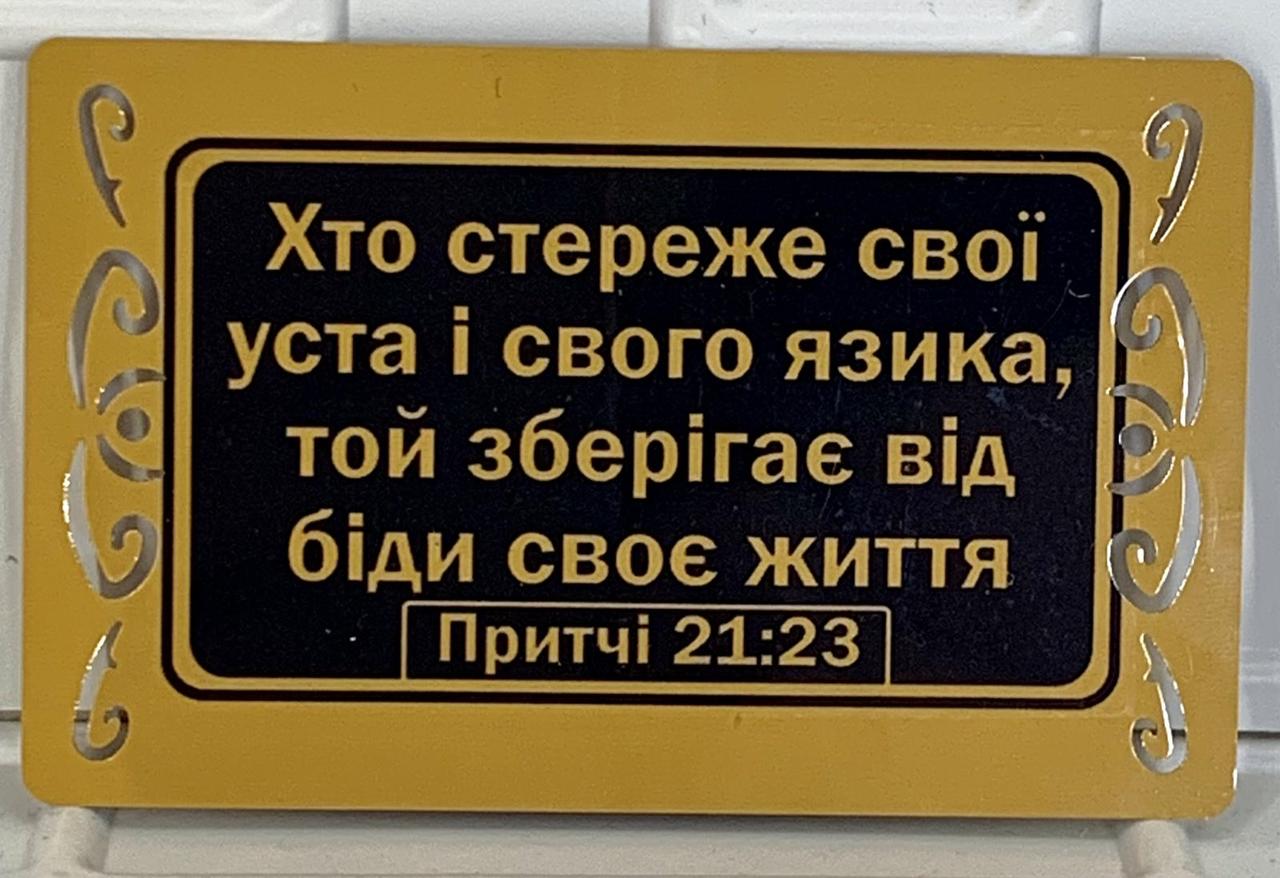 Хто стереже свої
уста і свого язика,
той зберігає від
біди своє життя
Притчі 21:23